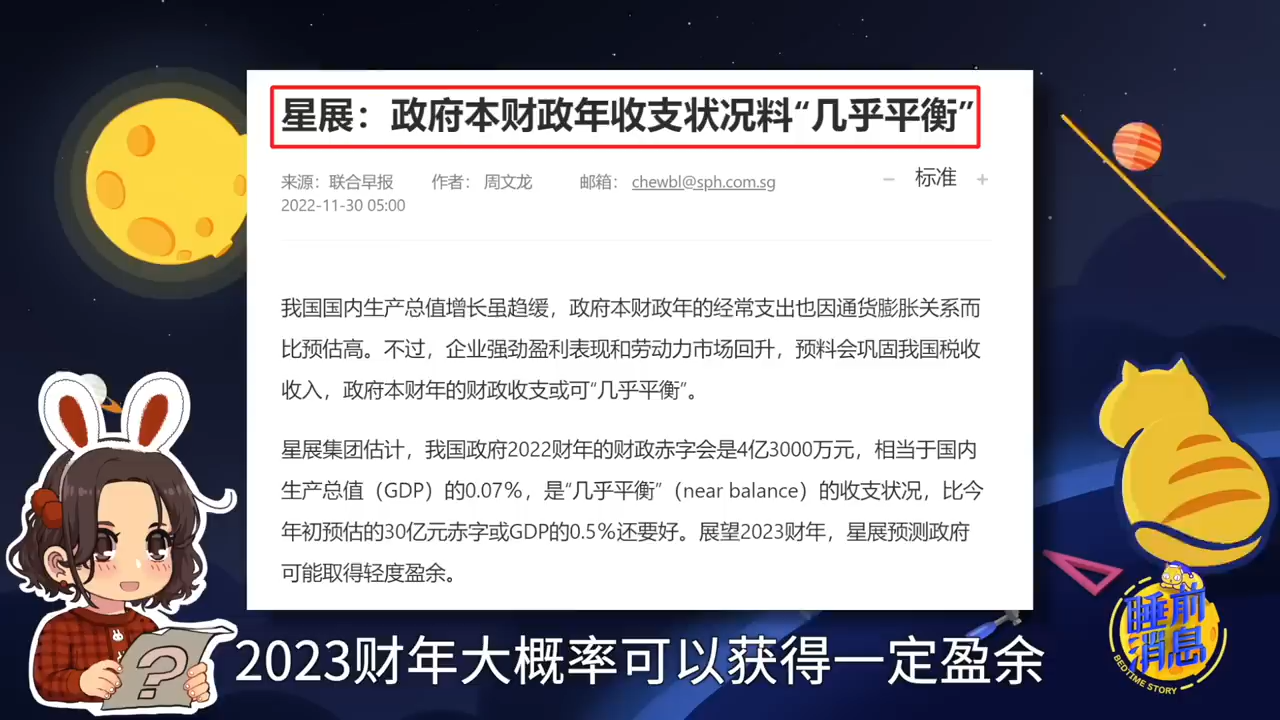 星展：政府本财政年收支状况料“几乎平衡”
来源：联合早报 作者： 周文龙 邮箱： chewbl@sph.com.sg
— 标准 +
2022-11-30 05:00
我国国内生产总值增长虽趋缓，政府本财政年的经常支出也因通货膨胀关系而
比预估高。不过，企业强劲盈利表现和劳动力市场回升，预料会巩固我国税收
收入，政府本财年的财政收支或可“几乎平衡”。
星展集团估计，我国政府2022财年的财政赤字会是4亿3000万元，相当于国内
生产总值（GDP）的0.07%，是“几乎平衡”（near balance）的收支状况，比今
年初预估的30亿元赤字或GDP的0.5%还要好。展望2023财年，星展预测政府
可能取得轻度盈余。
?
2023财年大概率可以获得一定盈余
睡前
消息
BEDTIME STORY